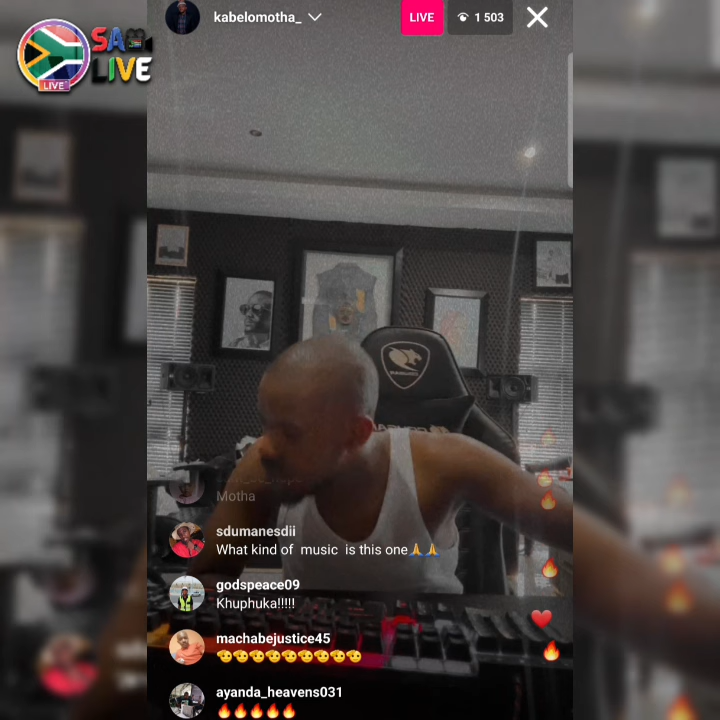 SA
LIVE
LIVE
kabelomotha_
LIVE
1 503
Motha
sdumanesdii
What kind of music is this one🙏🙏
godspeace09
Khuphuka!!!!!
machabejustice45
🫡🫡🫡🫡🫡🫡🫡🫡🫡
ayanda_heavens031
🔥🔥🔥🔥🔥